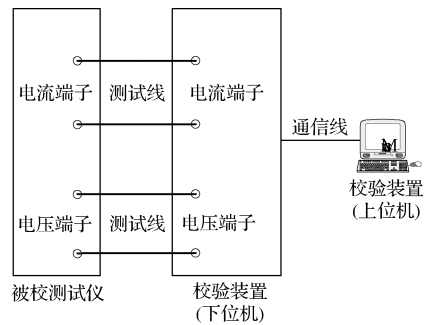 电流端子 测试线 电流端子
通信线
校验装置
(上位机)
电压端子 测试线 电压端子
被校测试仪
校验装置
(下位机)